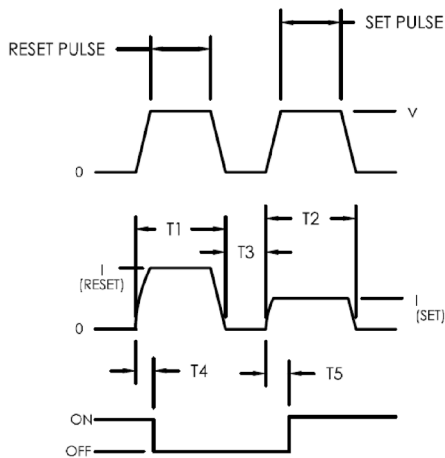 SET PULSE
RESET PULSE
V
0
T1
T2
T3
I
(RESET)
I
(SET)
0
T4
T5
ON
OFF